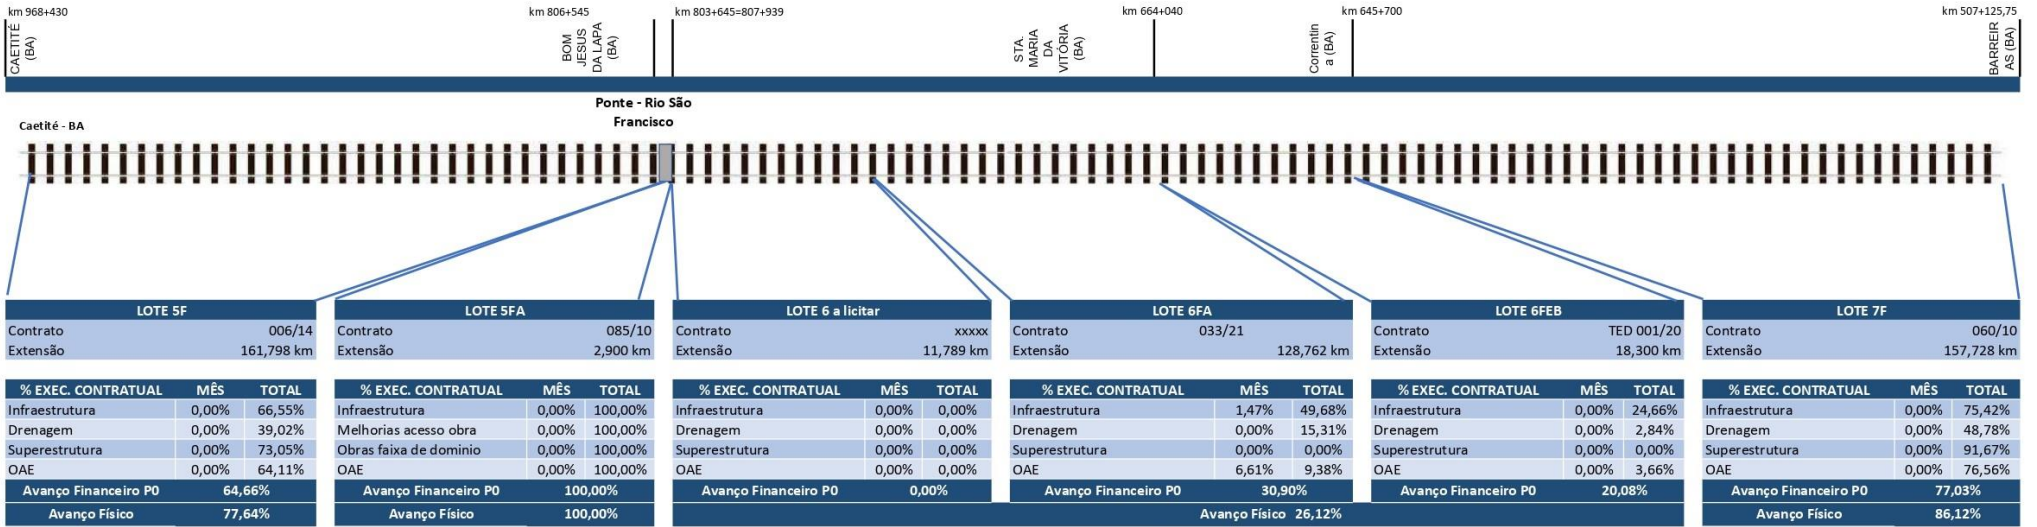 km 968+430
km 806+545
km 803+645=807+939
km 664+040
km 645+700
km 507+125,75
CAETITÉ
(BA)
BOM
JESUS
DA LAPA
(BA)
STA.
MARIA
DA
VITÓRIA
(BA)
Correntin
a (BA)
BARREIR
AS (BA)
Ponte - Rio São
Francisco
Caetité - BA
LOTE 5F
Contrato 006/14
Extensão 161,798 km
% EXEC. CONTRATUAL MÊS TOTAL
Infraestrutura 0,00% 66,55%
Drenagem 0,00% 39,02%
Superestrutura 0,00% 73,05%
OAE 0,00% 64,11%
Avanço Financeiro P0 64,66%
Avanço Físico 77,64%
LOTE 5FA
Contrato 085/10
Extensão 2,900 km
% EXEC. CONTRATUAL MÊS TOTAL
Infraestrutura 0,00% 100,00%
Melhorias acesso obra 0,00% 100,00%
Obras faixa de dominio 0,00% 100,00%
OAE 0,00% 100,00%
Avanço Financeiro P0 100,00%
Avanço Físico 100,00%
LOTE 6 a licitar
Contrato xxxxx
Extensão 11,789 km
% EXEC. CONTRATUAL MÊS TOTAL
Infraestrutura 0,00% 0,00%
Drenagem 0,00% 0,00%
Superestrutura 0,00% 0,00%
OAE 0,00% 0,00%
Avanço Financeiro P0 0,00%
LOTE 6FA
Contrato 033/21
Extensão 128,762 km
% EXEC. CONTRATUAL MÊS TOTAL
Infraestrutura 1,47% 49,68%
Drenagem 0,00% 15,31%
Superestrutura 0,00% 0,00%
OAE 6,61% 9,38%
Avanço Financeiro P0 30,90%
LOTE 6FEB
Contrato TED 001/20
Extensão 18,300 km
% EXEC. CONTRATUAL MÊS TOTAL
Infraestrutura 0,00% 24,66%
Drenagem 0,00% 2,84%
Superestrutura 0,00% 0,00%
OAE 0,00% 3,66%
Avanço Financeiro P0 20,08%
Avanço Físico 26,12%
LOTE 7F
Contrato 060/10
Extensão 157,728 km
% EXEC. CONTRATUAL MÊS TOTAL
Infraestrutura 0,00% 75,42%
Drenagem 0,00% 48,78%
Superestrutura 0,00% 91,67%
OAE 0,00% 76,56%
Avanço Financeiro P0 77,03%
Avanço Físico 86,12%